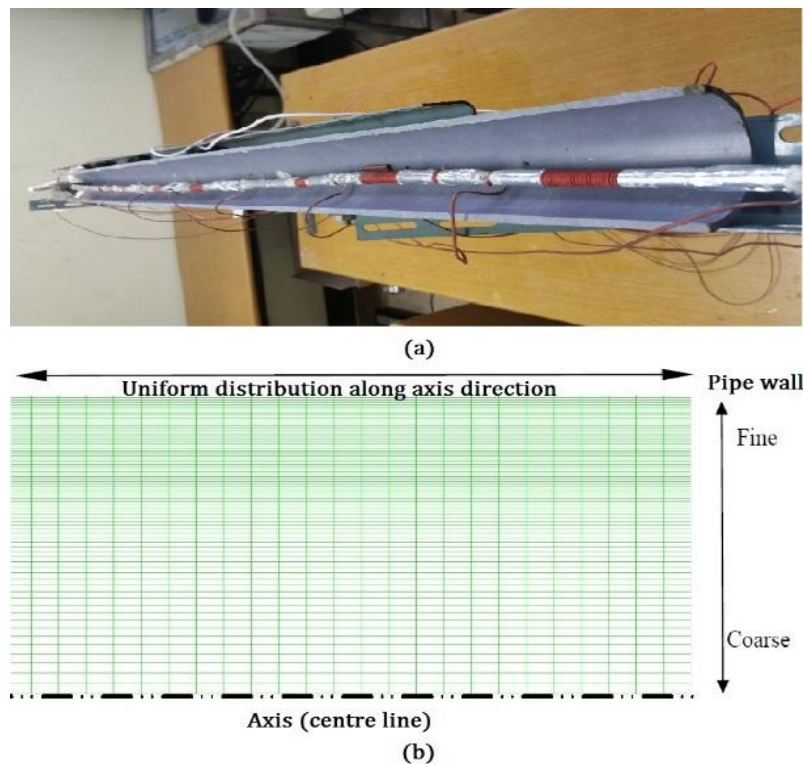 (a)
Uniform distribution along axis direction
Pipe wall
Fine
Coarse
Axis (centre line)
(b)